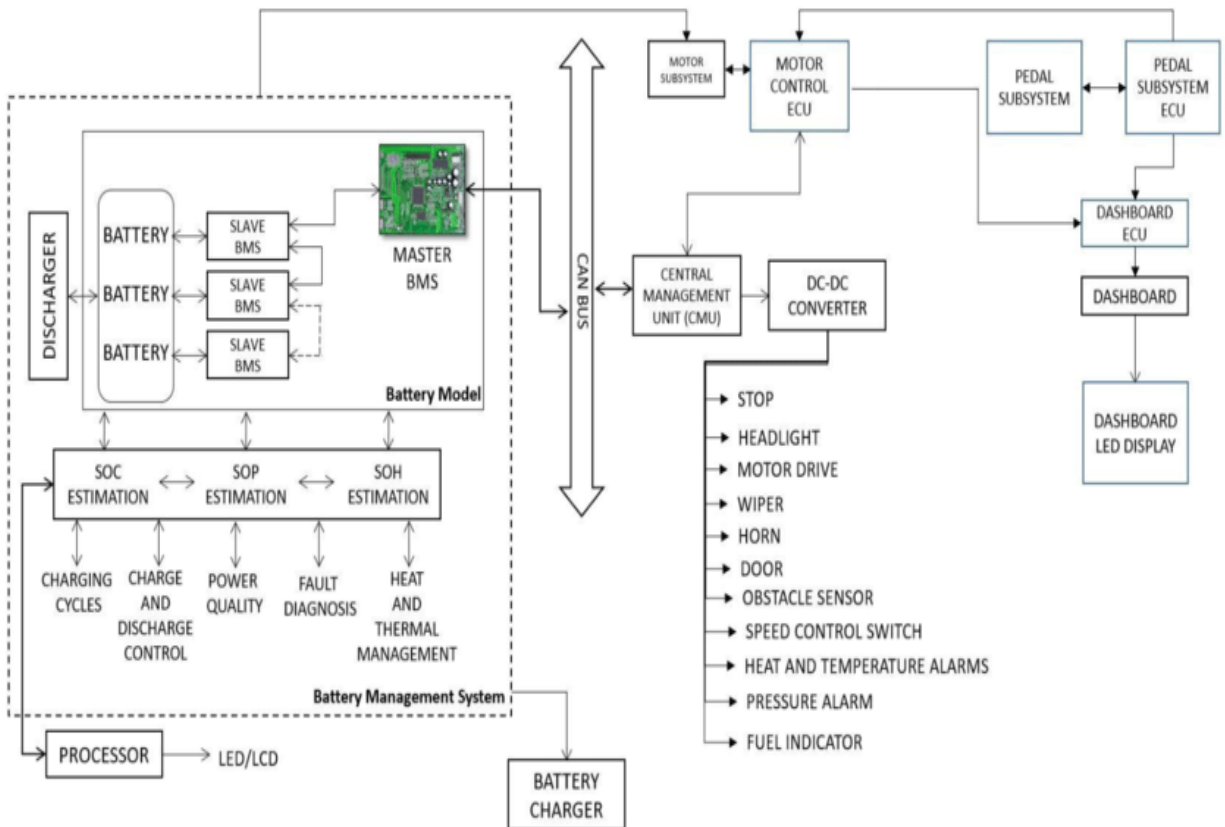 MOTOR
SUBSYSTEM
MOTOR
CONTROL
ECU
PEDAL
SUBSYSTEM
PEDAL
SUBSYSTEM
ECU
DISCHARGER
BATTERY
SLAVE
BMS
BATTERY
SLAVE
BMS
BATTERY
SLAVE
BMS
MASTER
BMS
Battery Model
CAN BUS
CENTRAL
MANAGEMENT
UNIT (CMU)
DC-DC
CONVERTER
DASHBOARD
ECU
DASHBOARD
DASHBOARD
LED DISPLAY
STOP
HEADLIGHT
MOTOR DRIVE
WIPER
HORN
DOOR
OBSTACLE SENSOR
SPEED CONTROL SWITCH
HEAT AND TEMPERATURE ALARMS
PRESSURE ALARM
FUEL INDICATOR
SOC
ESTIMATION
SOP
ESTIMATION
SOH
ESTIMATION
CHARGING
CYCLES
CHARGE
AND
DISCHARGE
CONTROL
POWER
QUALITY
FAULT
DIAGNOSIS
HEAT
AND
THERMAL
MANAGEMENT
Battery Management System
PROCESSOR
LED/LCD
BATTERY
CHARGER